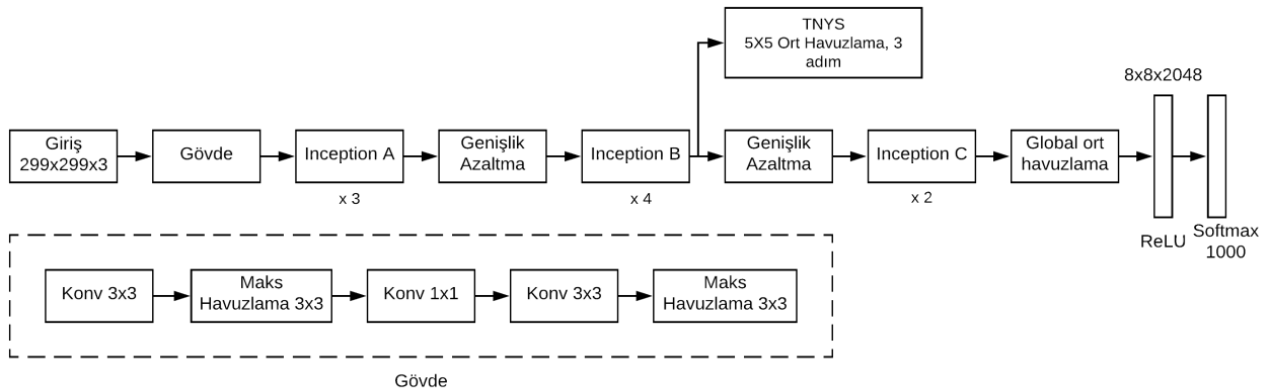 TNYS
5X5 Ort Havuzlama, 3
adım
8x8x2048
Giriş
299x299x3
Gövde
Inception A
Genişlik
Azaltma
Inception B
Genişlik
Azaltma
Inception C
Global ort
havuzlama
x 3
x 4
x 2
ReLU
Softmax
1000
Konv 3x3
Maks
Havuzlama 3x3
Konv 1x1
Konv 3x3
Maks
Havuzlama 3x3
Gövde